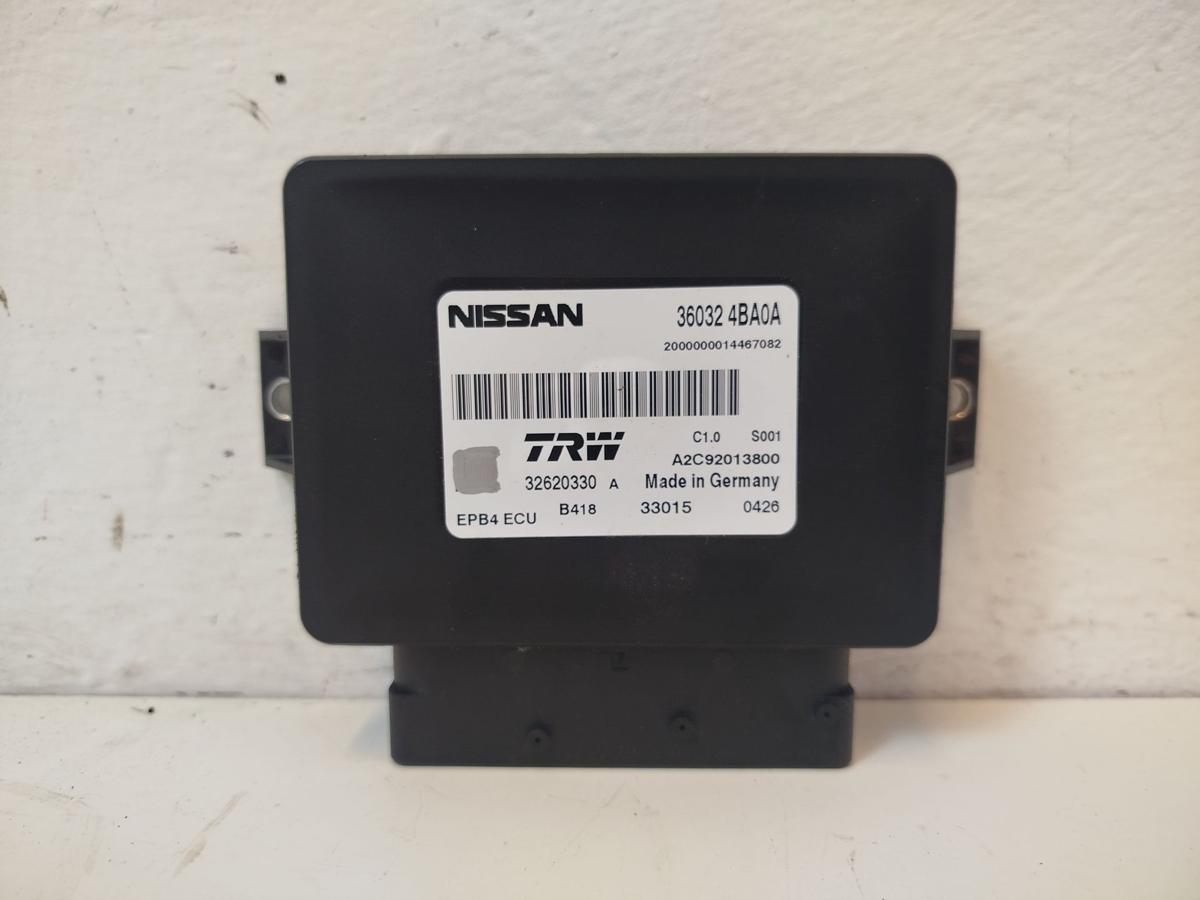 NISSAN 36032 4BA0A
2000000014467082
C1.0 S001
TRW
A2C92013800
32620330 A Made in Germany
EPB4 ECU B418 33015 0426